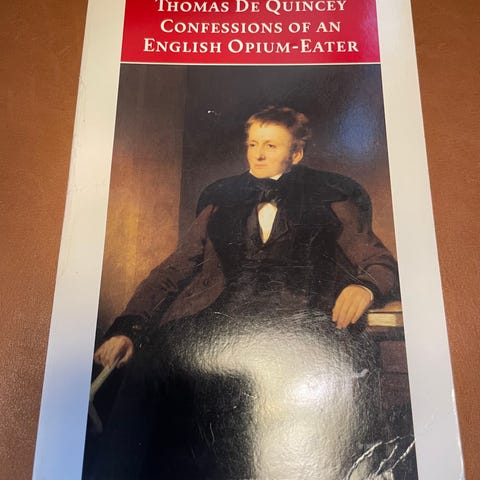 THOMAS DE QUINCEY
CONFESSIONS OF AN
ENGLISH OPIUM-EATER